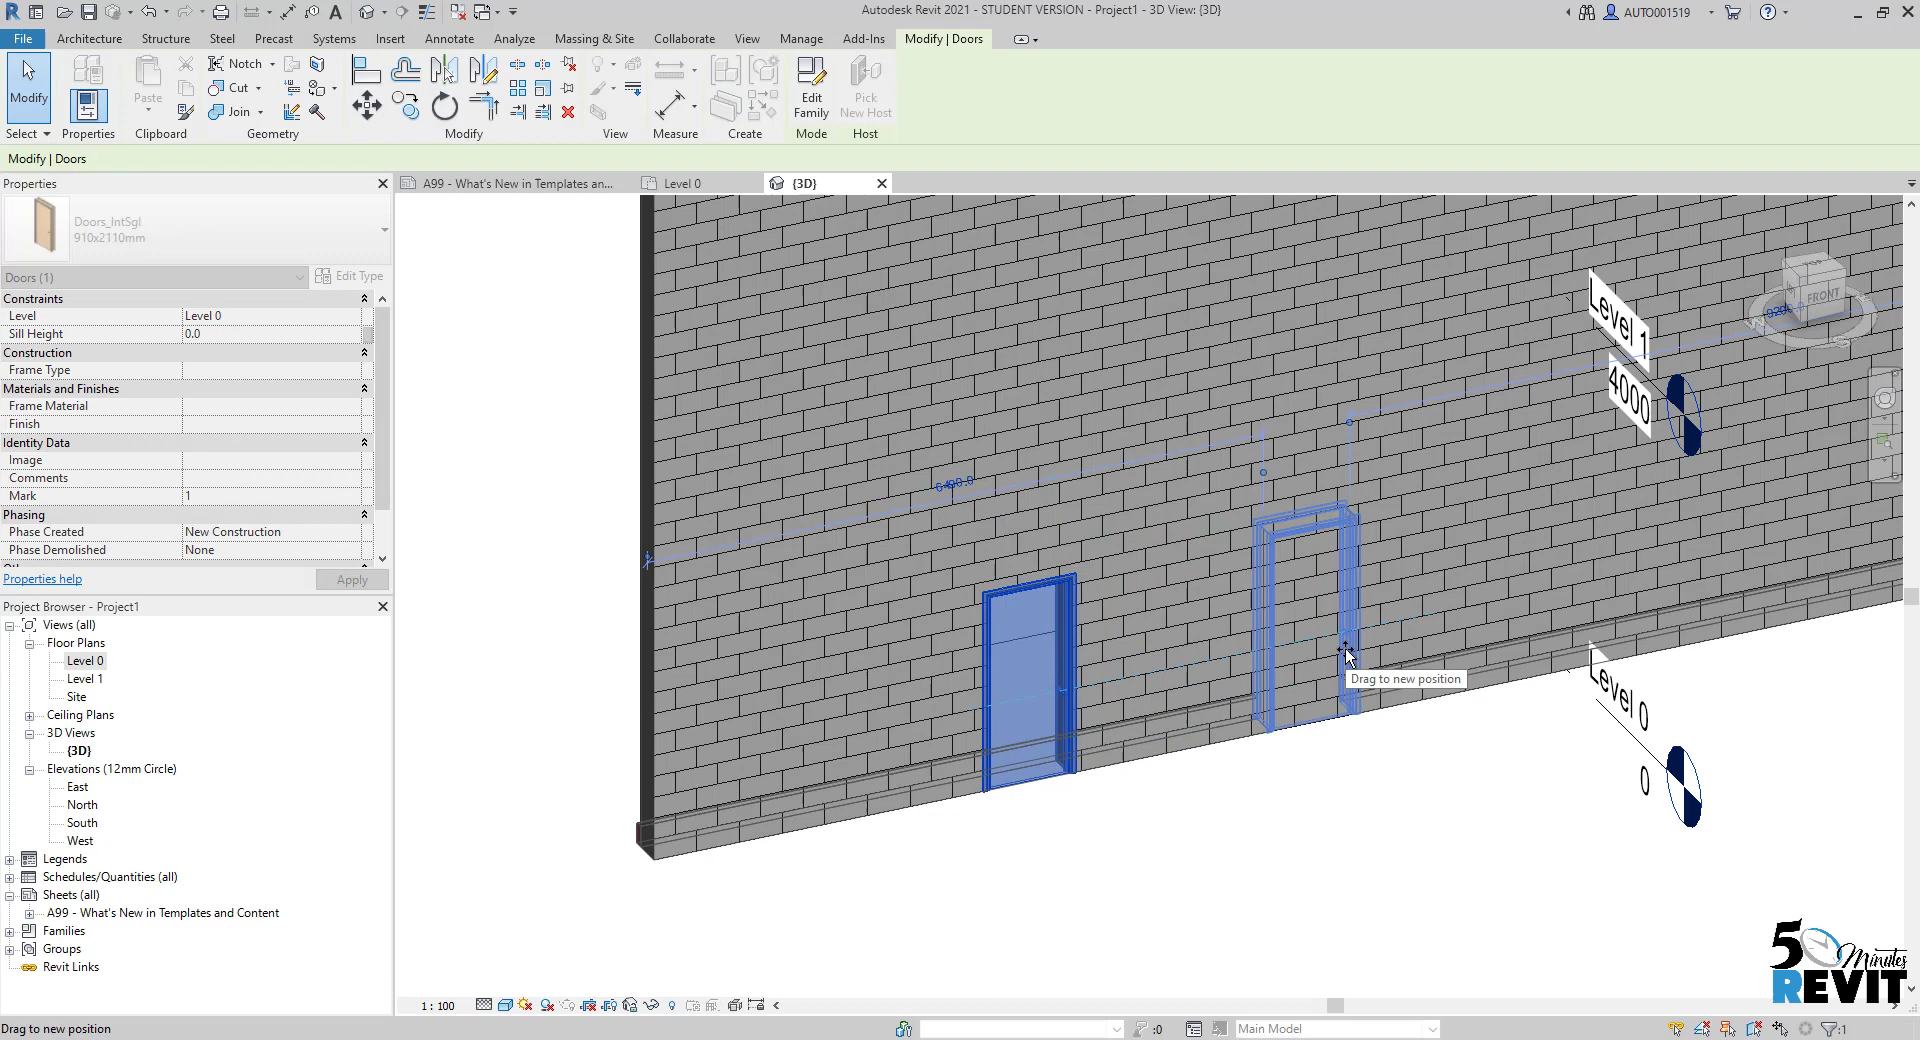 Autodesk Revit 2021 - STUDENT VERSION - Project1 - 3D View: {3D}
AUTO001519
File
Architecture
Structure
Steel
Precast
Systems
Insert
Annotate
Analyze
Massing & Site
Collaborate
View
Manage
Add-Ins
Modify | Doors
Modify
Paste
Notch
Cut
Join
Edit Family
Pick New Host
Select
Properties
Clipboard
Geometry
Modify
View
Measure
Create
Mode
Host
Modify | Doors
Properties
Doors_IntSgl
910x2110mm
Doors (1)
Edit Type
Constraints
Level
Level 0
Sill Height
0.0
Construction
Frame Type
Materials and Finishes
Frame Material
Finish
Identity Data
Image
Comments
Mark
1
Phasing
Phase Created
New Construction
Phase Demolished
None
Properties help
Apply
Project Browser - Project1
Views (all)
Floor Plans
Level 0
Level 1
Site
Ceiling Plans
3D Views
{3D}
Elevations (12mm Circle)
East
North
South
West
Legends
Schedules/Quantities (all)
Sheets (all)
A99 - What's New in Templates and Content
Families
Groups
Revit Links
A99 - What's New in Templates an...
Level 0
{3D}
Level 1
4000
TOP
FRONT
W
S
Drag to new position
Level 0
0
5 Minutes
REVIT
1 : 100
Drag to new position
:0
Main Model
:1